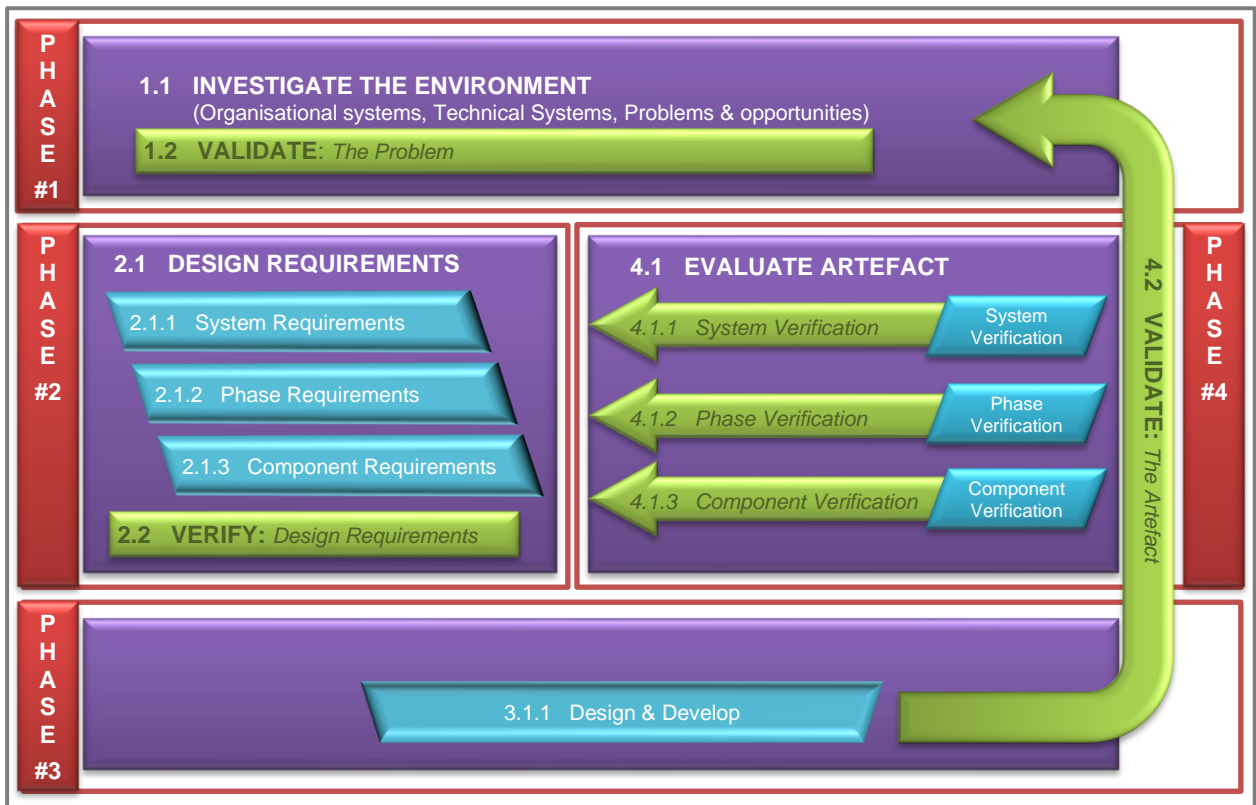 PHASE #1
1.1 INVESTIGATE THE ENVIRONMENT
(Organisational systems, Technical Systems, Problems & opportunities)
1.2 VALIDATE: The Problem
PHASE #2
2.1 DESIGN REQUIREMENTS
2.1.1 System Requirements
2.1.2 Phase Requirements
2.1.3 Component Requirements
2.2 VERIFY: Design Requirements
4.1 EVALUATE ARTEFACT
4.1.1 System Verification
System
Verification
4.1.2 Phase Verification
Phase
Verification
4.1.3 Component Verification
Component
Verification
4.2 VALIDATE: The Artefact
PHASE #4
PHASE #3
3.1.1 Design & Develop